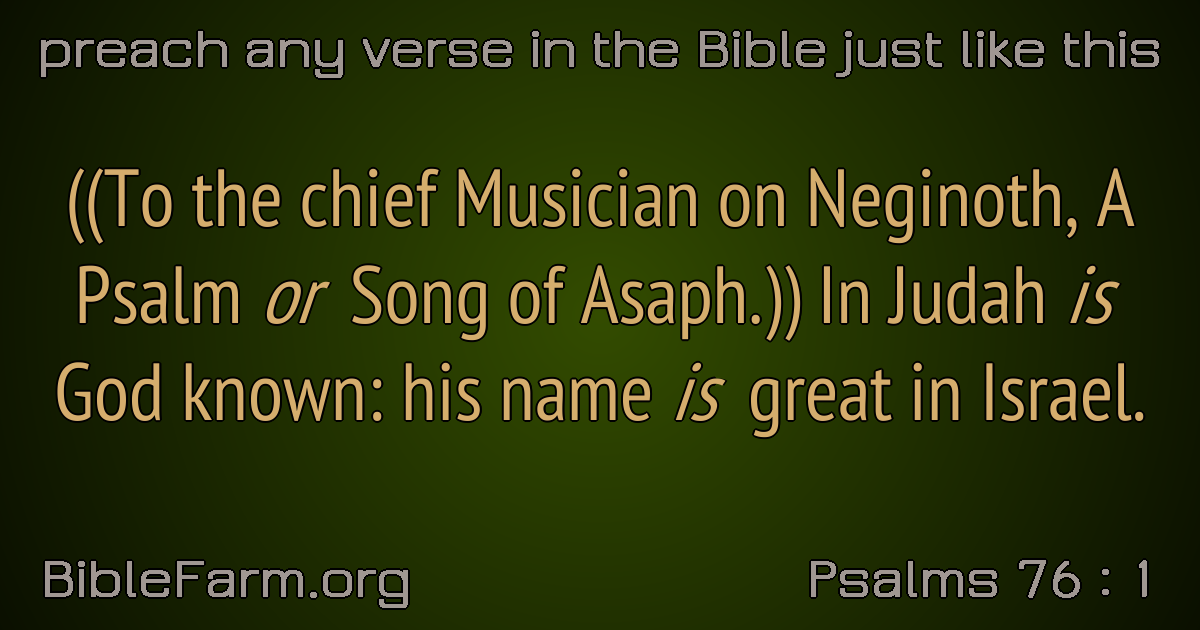 preach any verse in the Bible just like this
((To the chief Musician on Neginoth, A
Psalm or Song of Asaph.)) In Judah is
God known: his name is great in Israel.
BibleFarm.org
Psalms 76 : 1